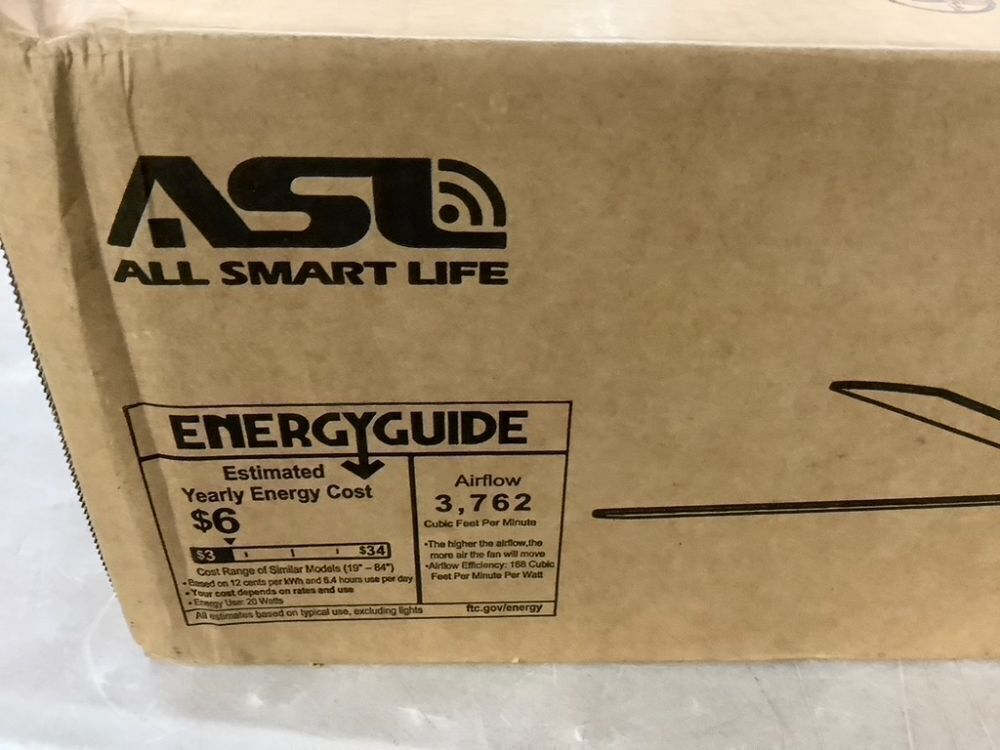 ASL
ALL SMART LIFE
ENERGYGUIDE
Estimated
Yearly Energy Cost
$6
$3
$34
Cost Range of Similar Models (19" – 84")
• Based on 12 cents per kWh and 6.4 hours use per day
• Your cost depends on rates and use
• Energy Use: 20 Watts
All estimates based on typical use, excluding lights
Airflow
3,762
Cubic Feet Per Minute
•The higher the airflow,the
more air the fan will move
•Airflow Efficiency: 188 Cubic
Feet Per Minute Per Watt
ftc.gov/energy